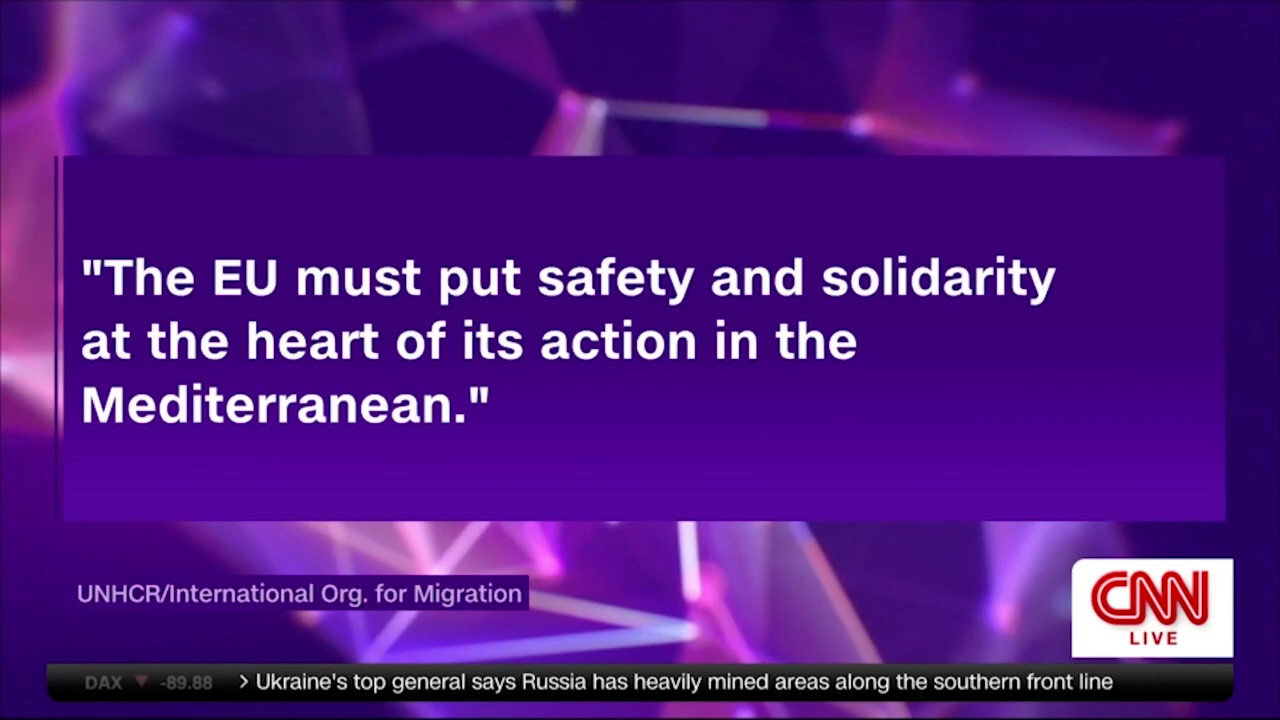 "The EU must put safety and solidarity
at the heart of its action in the
Mediterranean."
UNHCR/International Org. for Migration
CNN
LIVE
DAX ▼ -89.88 > Ukraine's top general says Russia has heavily mined areas along the southern front line